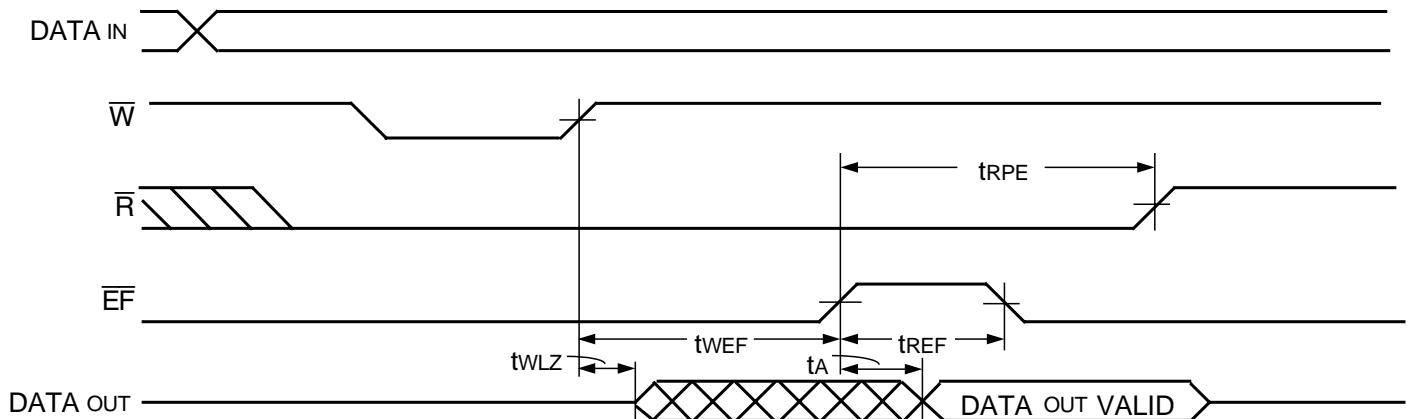 DATA IN
W
tRPE
R
EF
tWEF
tREF
tWLZ
tA
DATA OUT
DATA OUT VALID